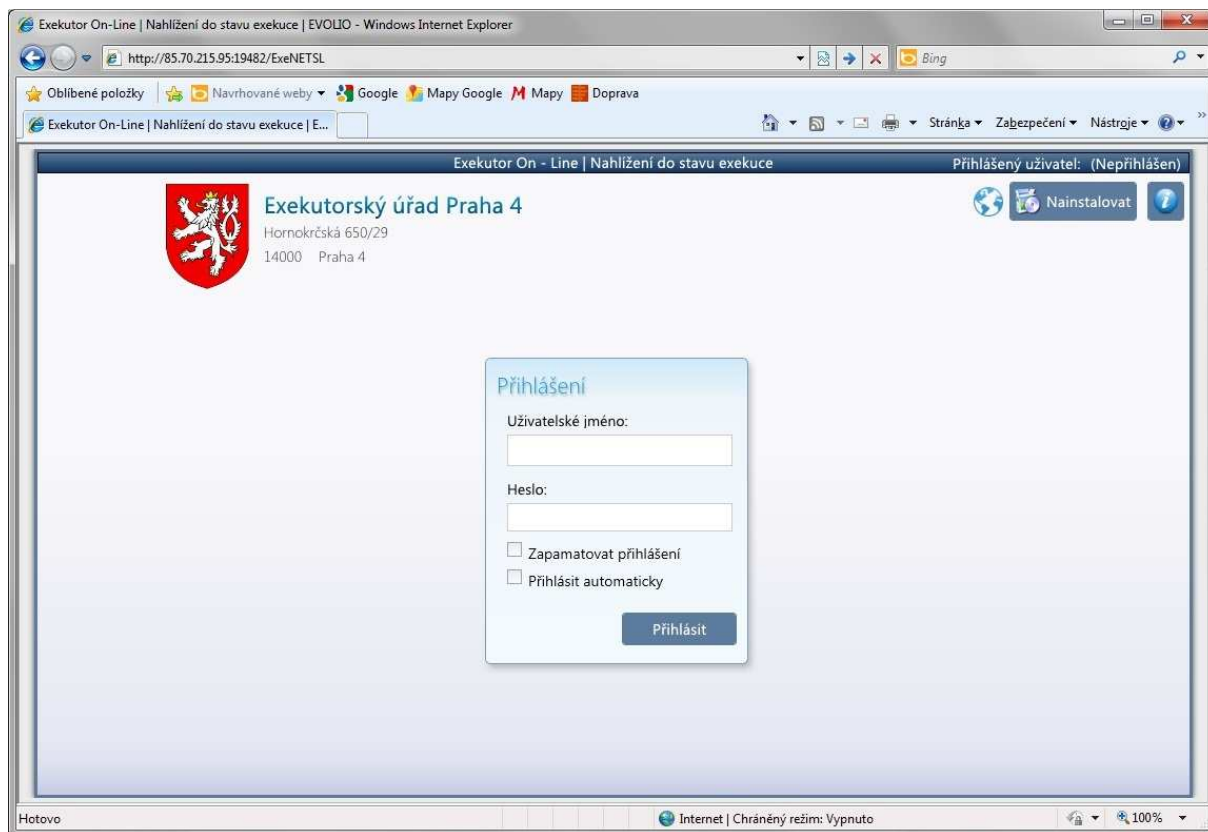 Exekutor On-Line | Nahlížení do stavu exekuce | EVOLIO - Windows Internet Explorer
http://85.70.215.95:19482/ExeNETSL
Bing
Oblíbené položky Navrhované weby Google Mapy Google Mapy Doprava
Exekutor On-Line | Nahlížení do stavu exekuce | E... Stránka Zabezpečení Nástroje
Exekutor On - Line | Nahlížení do stavu exekuce Přihlášený uživatel: (Nepřihlášen)
Exekutorský úřad Praha 4
Nainstalovat
Hornokrčská 650/29
14000 Praha 4
Přihlášení
Uživatelské jméno:
Heslo:
Zapamatovat přihlášení
Přihlásit automaticky
Přihlásit
Hotovo Internet | Chráněný režim: Vypnuto 100%